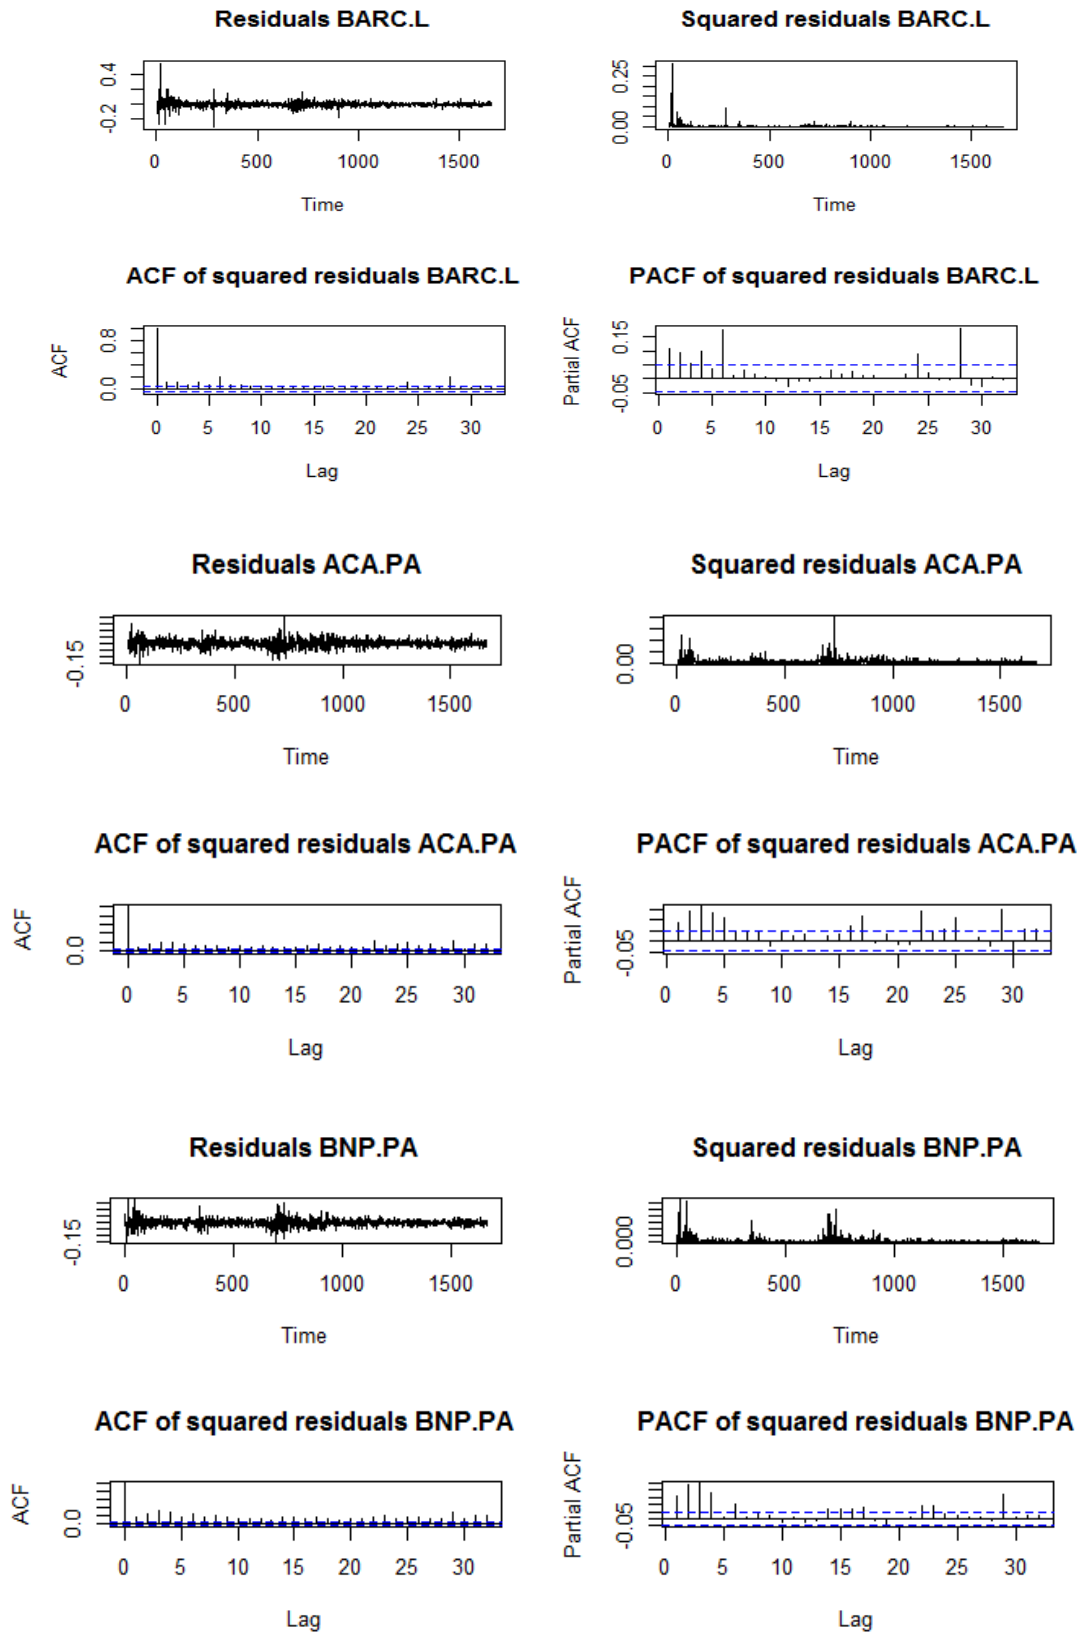 Residuals BARC.L
Squared residuals BARC.L
0.4
-0.2
0 500 1000 1500
Time
0.25
0.00
0 500 1000 1500
Time
ACF of squared residuals BARC.L
PACF of squared residuals BARC.L
ACF
0.8
0.0
0 5 10 15 20 25 30
Lag
Partial ACF
0.15
-0.05
0 5 10 15 20 25 30
Lag
Residuals ACA.PA
Squared residuals ACA.PA
-0.15
0 500 1000 1500
Time
0.00
0 500 1000 1500
Time
ACF of squared residuals ACA.PA
PACF of squared residuals ACA.PA
ACF
0.0
0 5 10 15 20 25 30
Lag
Partial ACF
-0.05
0 5 10 15 20 25 30
Lag
Residuals BNP.PA
Squared residuals BNP.PA
-0.15
0 500 1000 1500
Time
0.000
0 500 1000 1500
Time
ACF of squared residuals BNP.PA
PACF of squared residuals BNP.PA
ACF
0.0
0 5 10 15 20 25 30
Lag
Partial ACF
-0.05
0 5 10 15 20 25 30
Lag